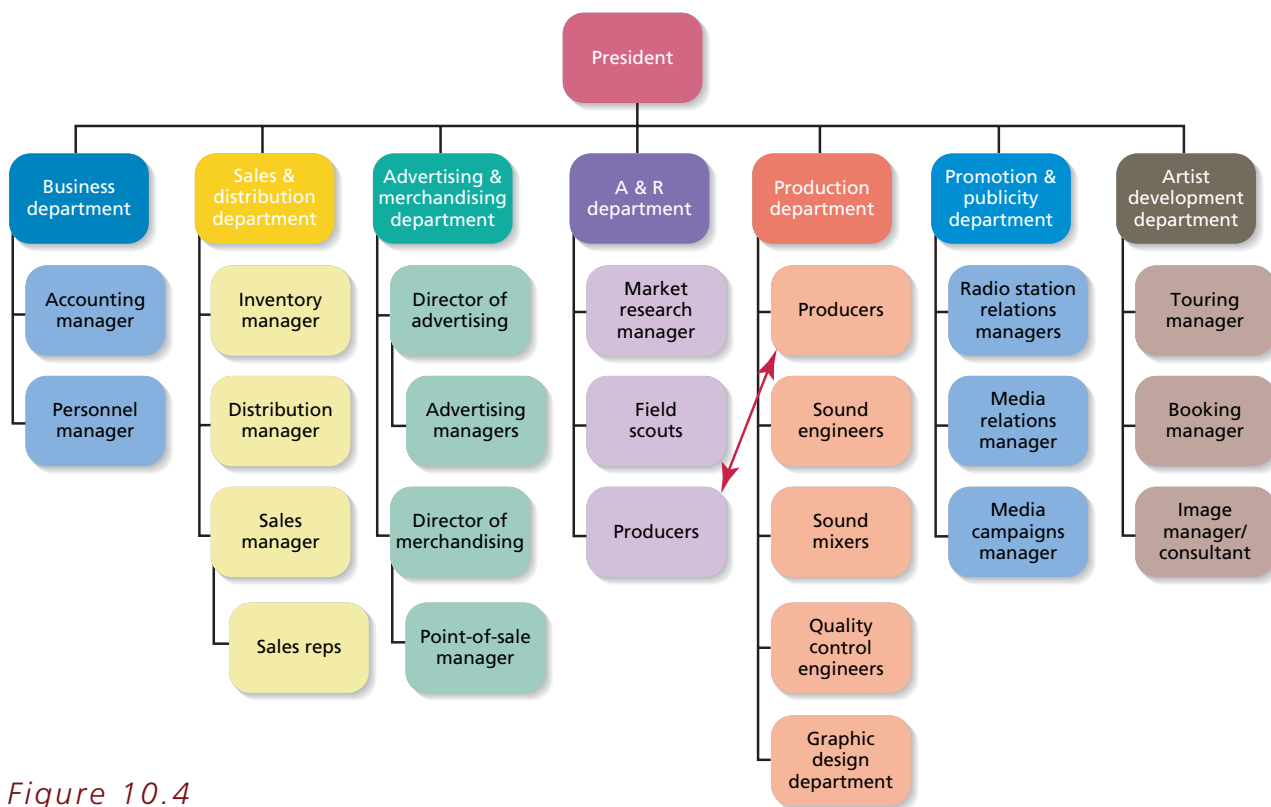 President
Business
department
Sales &
distribution
department
Advertising &
merchandising
department
A & R
department
Production
department
Promotion &
publicity
department
Artist
development
department
Accounting
manager
Personnel
manager
Inventory
manager
Distribution
manager
Sales
manager
Sales reps
Director of
advertising
Advertising
managers
Director of
merchandising
Point-of-sale
manager
Market
research
manager
Field
scouts
Producers
Producers
Sound
engineers
Sound
mixers
Quality
control
engineers
Graphic
design
department
Radio station
relations
managers
Media
relations
manager
Media
campaigns
manager
Touring
manager
Booking
manager
Image
manager/
consultant
Figure 10.4